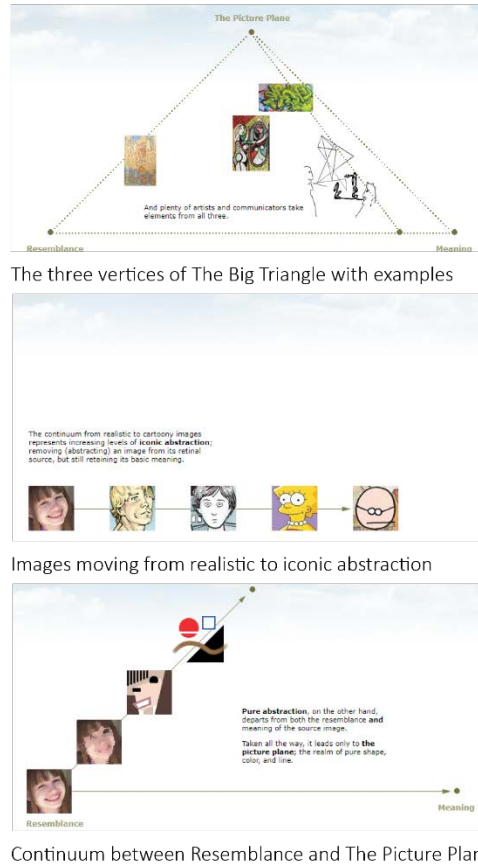 The Picture Plane
And plenty of artists and communicators take
elements from all three.
Resemblance
Meaning
The three vertices of The Big Triangle with examples
The continuum from realistic to cartoony images
represents increasing levels of iconic abstraction;
removing (abstracting) an image from its retinal
source, but still retaining its basic meaning.
Images moving from realistic to iconic abstraction
Pure abstraction, on the other hand,
departs from both the resemblance and
meaning of the source image.
Taken all the way, it leads only to the
picture plane; the realm of pure shape,
color, and line.
Meaning
Resemblance
Continuum between Resemblance and The Picture Plan